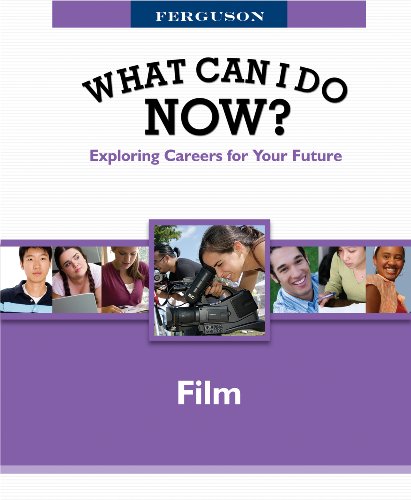 FERGUSON
WHAT CAN I DO
NOW?
Exploring Careers for Your Future
Film